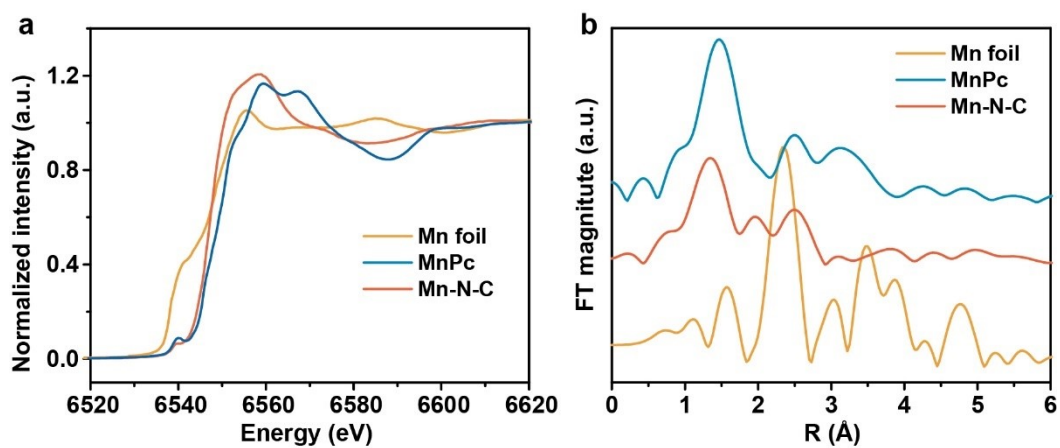 a
Normalized intensity (a.u.)
1.2
0.8
0.4
0.0
Mn foil
MnPc
Mn-N-C
6520 6540 6560 6580 6600 6620
Energy (eV)
b
FT magnitute (a.u.)
Mn foil
MnPc
Mn-N-C
0 1 2 3 4 5 6
R (Å)